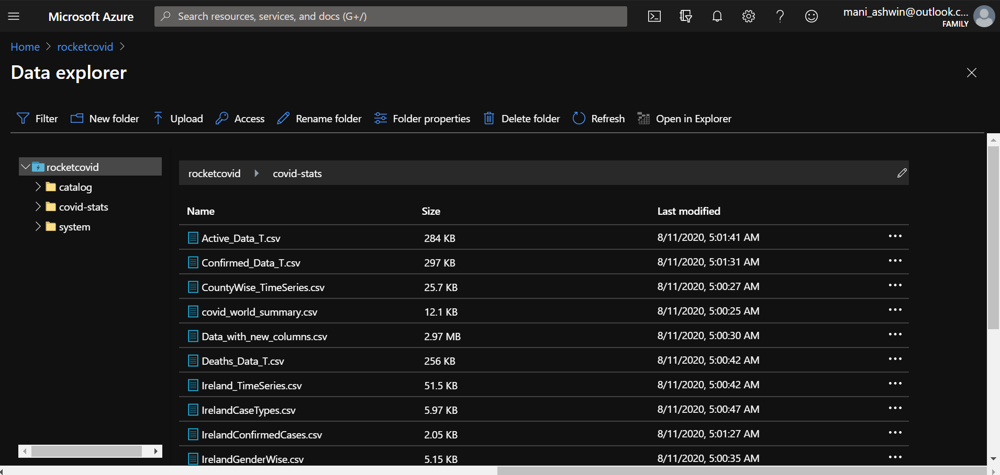 Microsoft Azure
Search resources, services, and docs (G+/)
mani_ashwin@outlook.c...
FAMILY
Home > rocketcovid >
Data explorer
Filter New folder Upload Access Rename folder Folder properties Delete folder Refresh Open in Explorer
rocketcovid
catalog
covid-stats
system
rocketcovid covid-stats
Name Size Last modified
Active_Data_T.csv 284 KB 8/11/2020, 5:01:41 AM
Confirmed_Data_T.csv 297 KB 8/11/2020, 5:01:31 AM
CountyWise_TimeSeries.csv 25.7 KB 8/11/2020, 5:00:27 AM
covid_world_summary.csv 12.1 KB 8/11/2020, 5:00:25 AM
Data_with_new_columns.csv 2.97 MB 8/11/2020, 5:00:30 AM
Deaths_Data_T.csv 256 KB 8/11/2020, 5:00:42 AM
Ireland_TimeSeries.csv 51.5 KB 8/11/2020, 5:00:42 AM
IrelandCaseTypes.csv 5.97 KB 8/11/2020, 5:00:47 AM
IrelandConfirmedCases.csv 2.05 KB 8/11/2020, 5:01:27 AM
IrelandGenderWise.csv 5.15 KB 8/11/2020, 5:00:35 AM